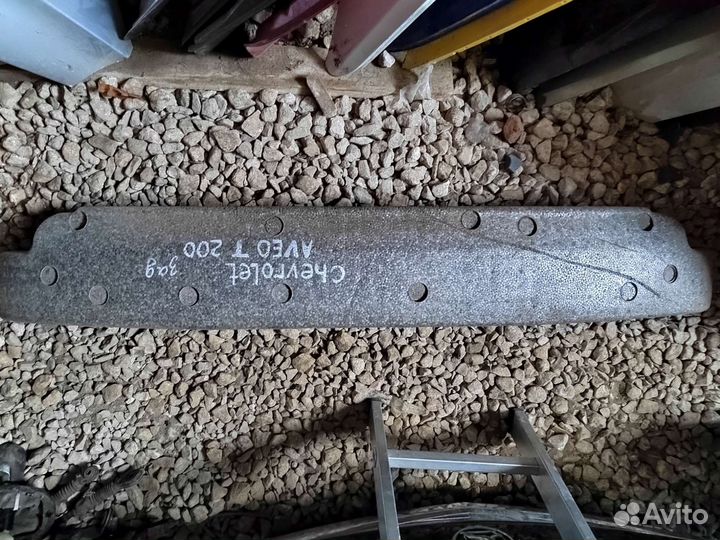 Chevrolet
AVEO T 200
зад
Avito